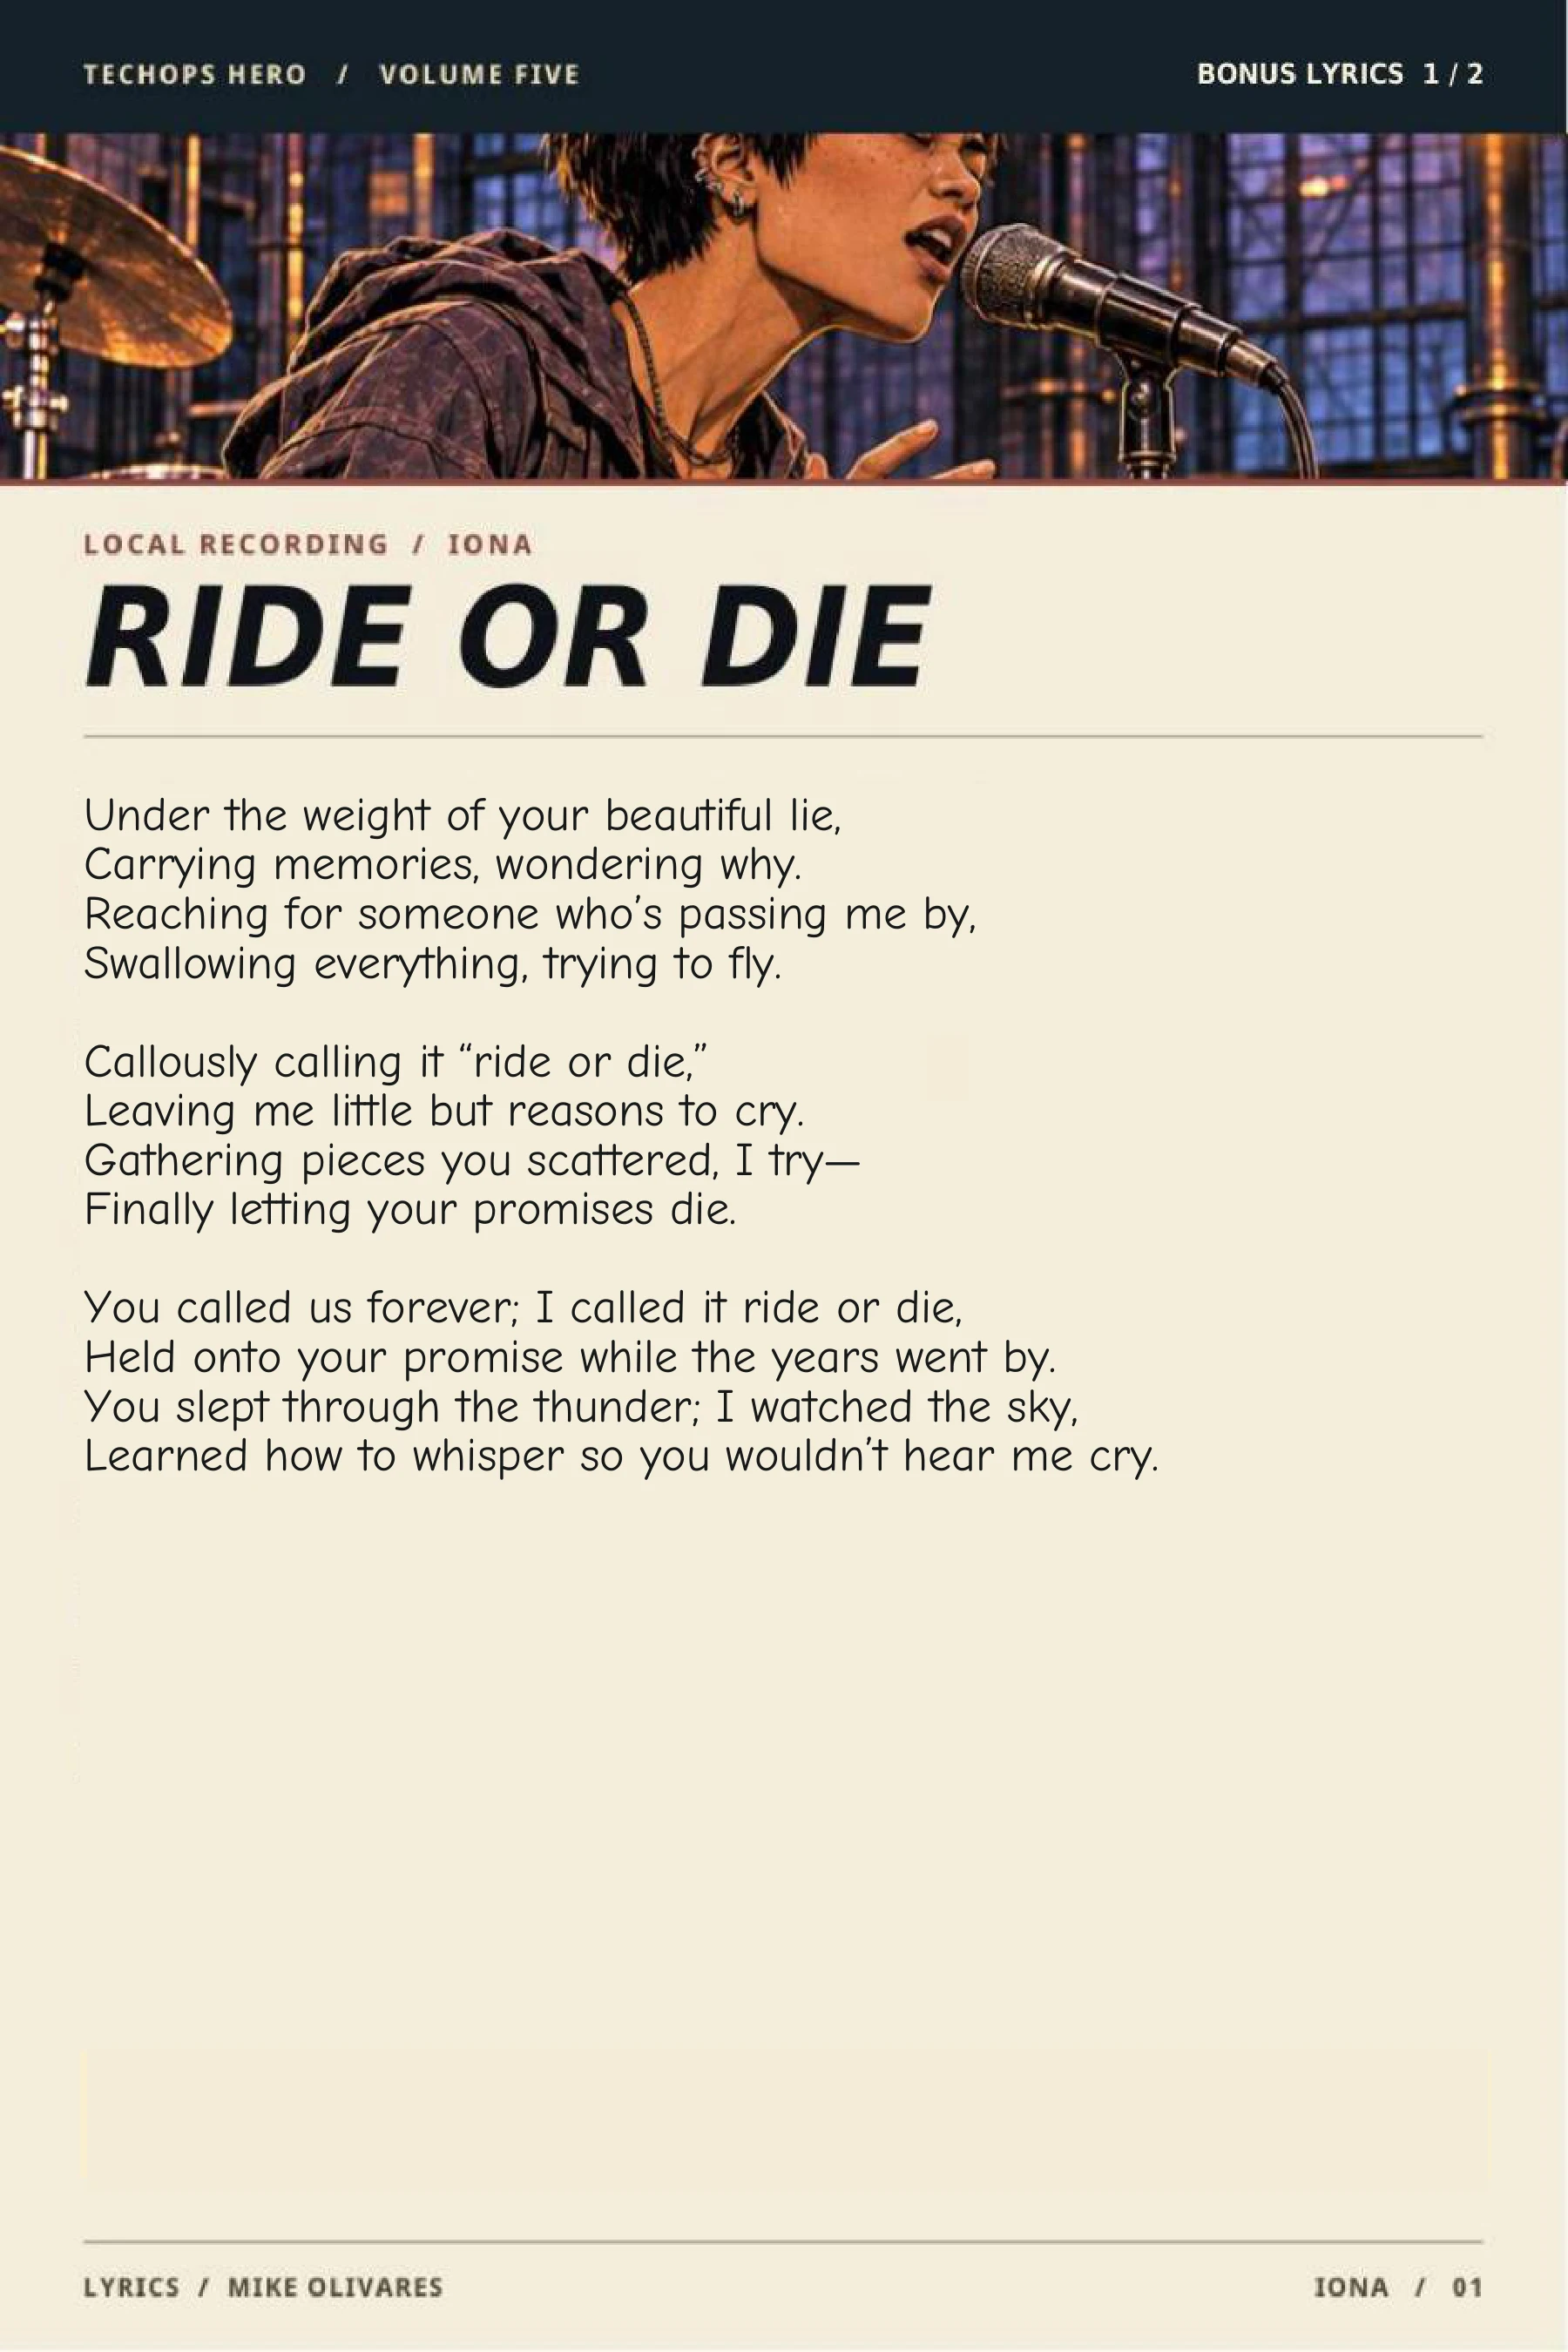 TECHOPS HERO / VOLUME FIVE
BONUS LYRICS 1 / 2
LOCAL RECORDING / IONA
RIDE OR DIE
Under the weight of your beautiful lie,
Carrying memories, wondering why.
Reaching for someone who’s passing me by,
Swallowing everything, trying to fly.
Callously calling it “ride or die,”
Leaving me little but reasons to cry.
Gathering pieces you scattered, I try—
Finally letting your promises die.
You called us forever; I called it ride or die,
Held onto your promise while the years went by.
You slept through the thunder; I watched the sky,
Learned how to whisper so you wouldn’t hear me cry.
LYRICS / MIKE OLIVARES
IONA / 01